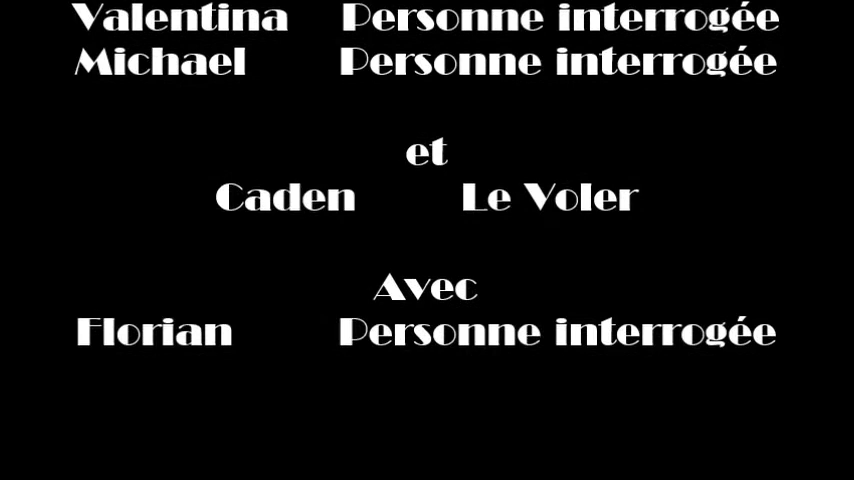 Valentina Personne interrogée
Michael Personne interrogée
et
Caden Le Voler
Avec
Florian Personne interrogée